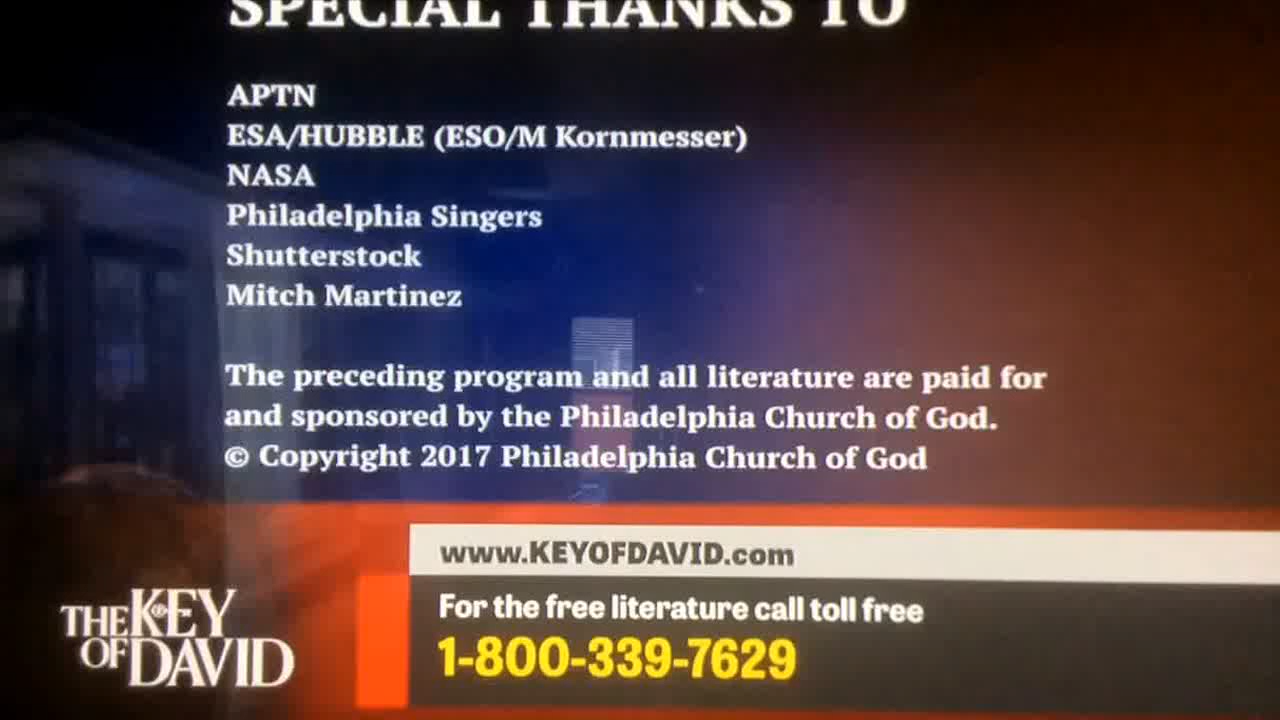 SPECIAL THANKS TO
APTN
ESA/HUBBLE (ESO/M Kornmesser)
NASA
Philadelphia Singers
Shutterstock
Mitch Martinez
The preceding program and all literature are paid for
and sponsored by the Philadelphia Church of God.
© Copyright 2017 Philadelphia Church of God
www.KEYOFDAVID.com
For the free literature call toll free
1-800-339-7629
THE KEY
OF DAVID